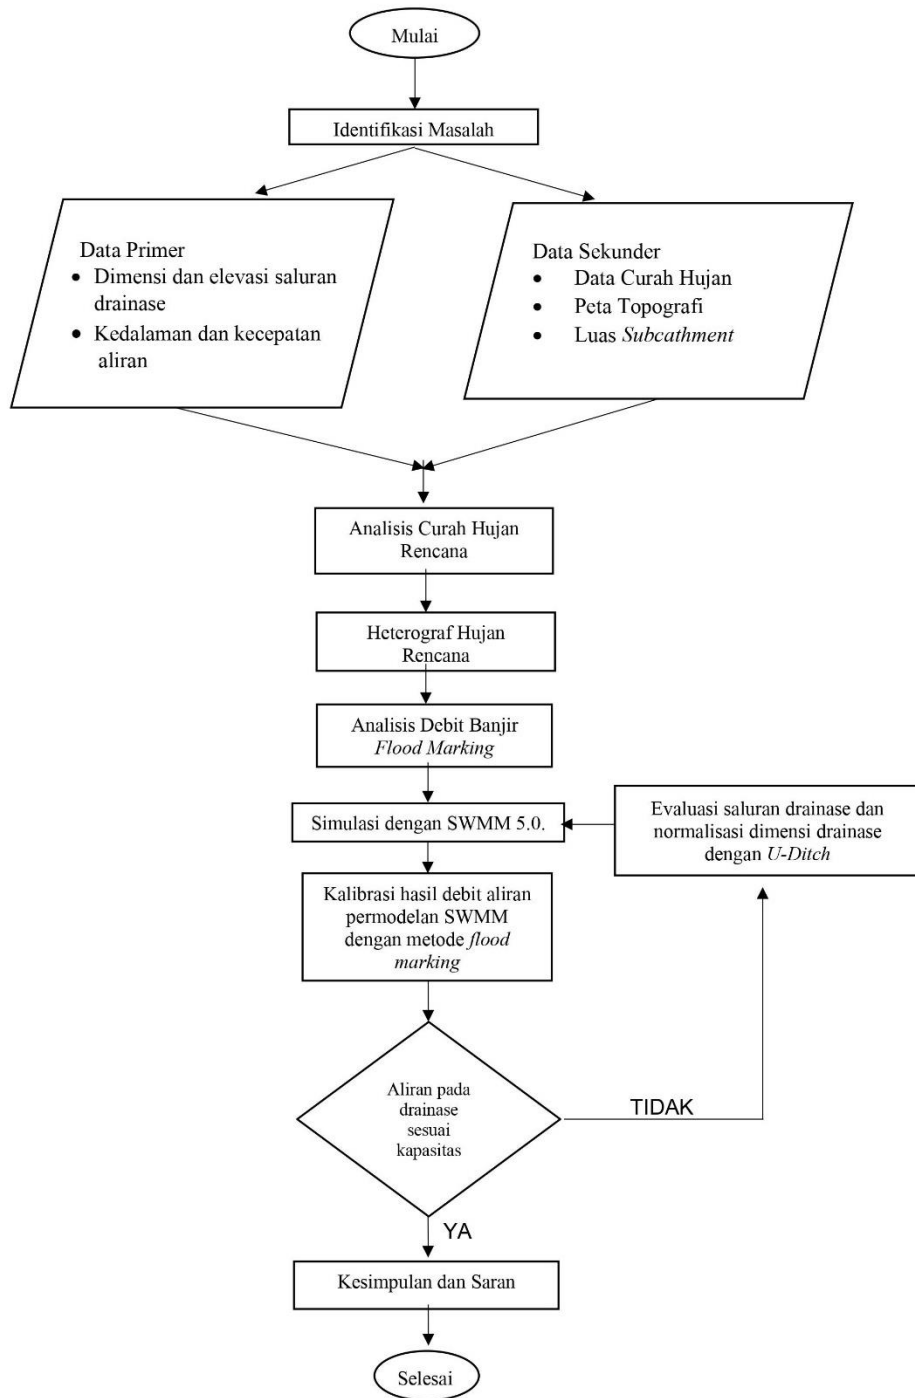 Mulai
Identifikasi Masalah
Data Primer
• Dimensi dan elevasi saluran
drainase
• Kedalaman dan kecepatan
aliran
Data Sekunder
• Data Curah Hujan
• Peta Topografi
• Luas Subcathment
Analisis Curah Hujan
Rencana
Heterograf Hujan
Rencana
Analisis Debit Banjir
Flood Marking
Simulasi dengan SWMM 5.0.
Evaluasi saluran drainase dan
normalisasi dimensi drainase
dengan U-Ditch
Kalibrasi hasil debit aliran
permodelan SWMM
dengan metode flood
marking
Aliran pada
drainase
sesuai
kapasitas
TIDAK
YA
Kesimpulan dan Saran
Selesai